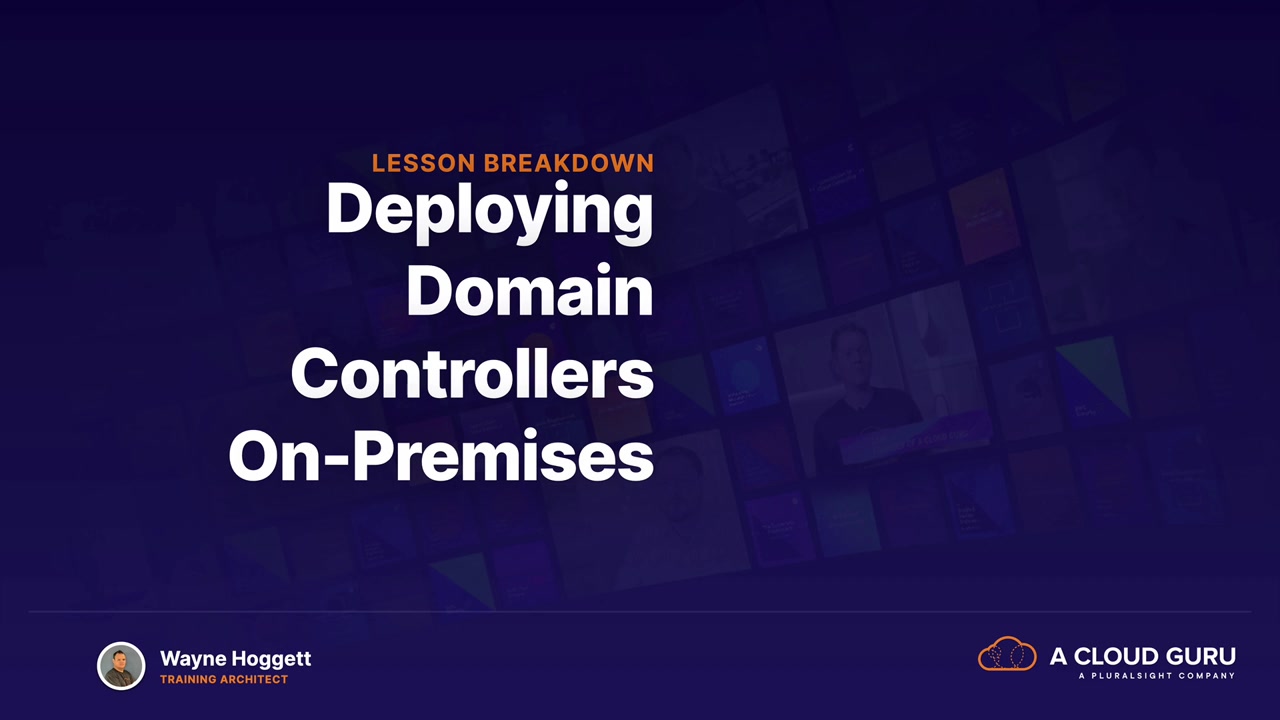 LESSON BREAKDOWN
Deploying
Domain
Controllers
On-Premises
Wayne Hoggett
TRAINING ARCHITECT
A CLOUD GURU
A PLURALSIGHT COMPANY